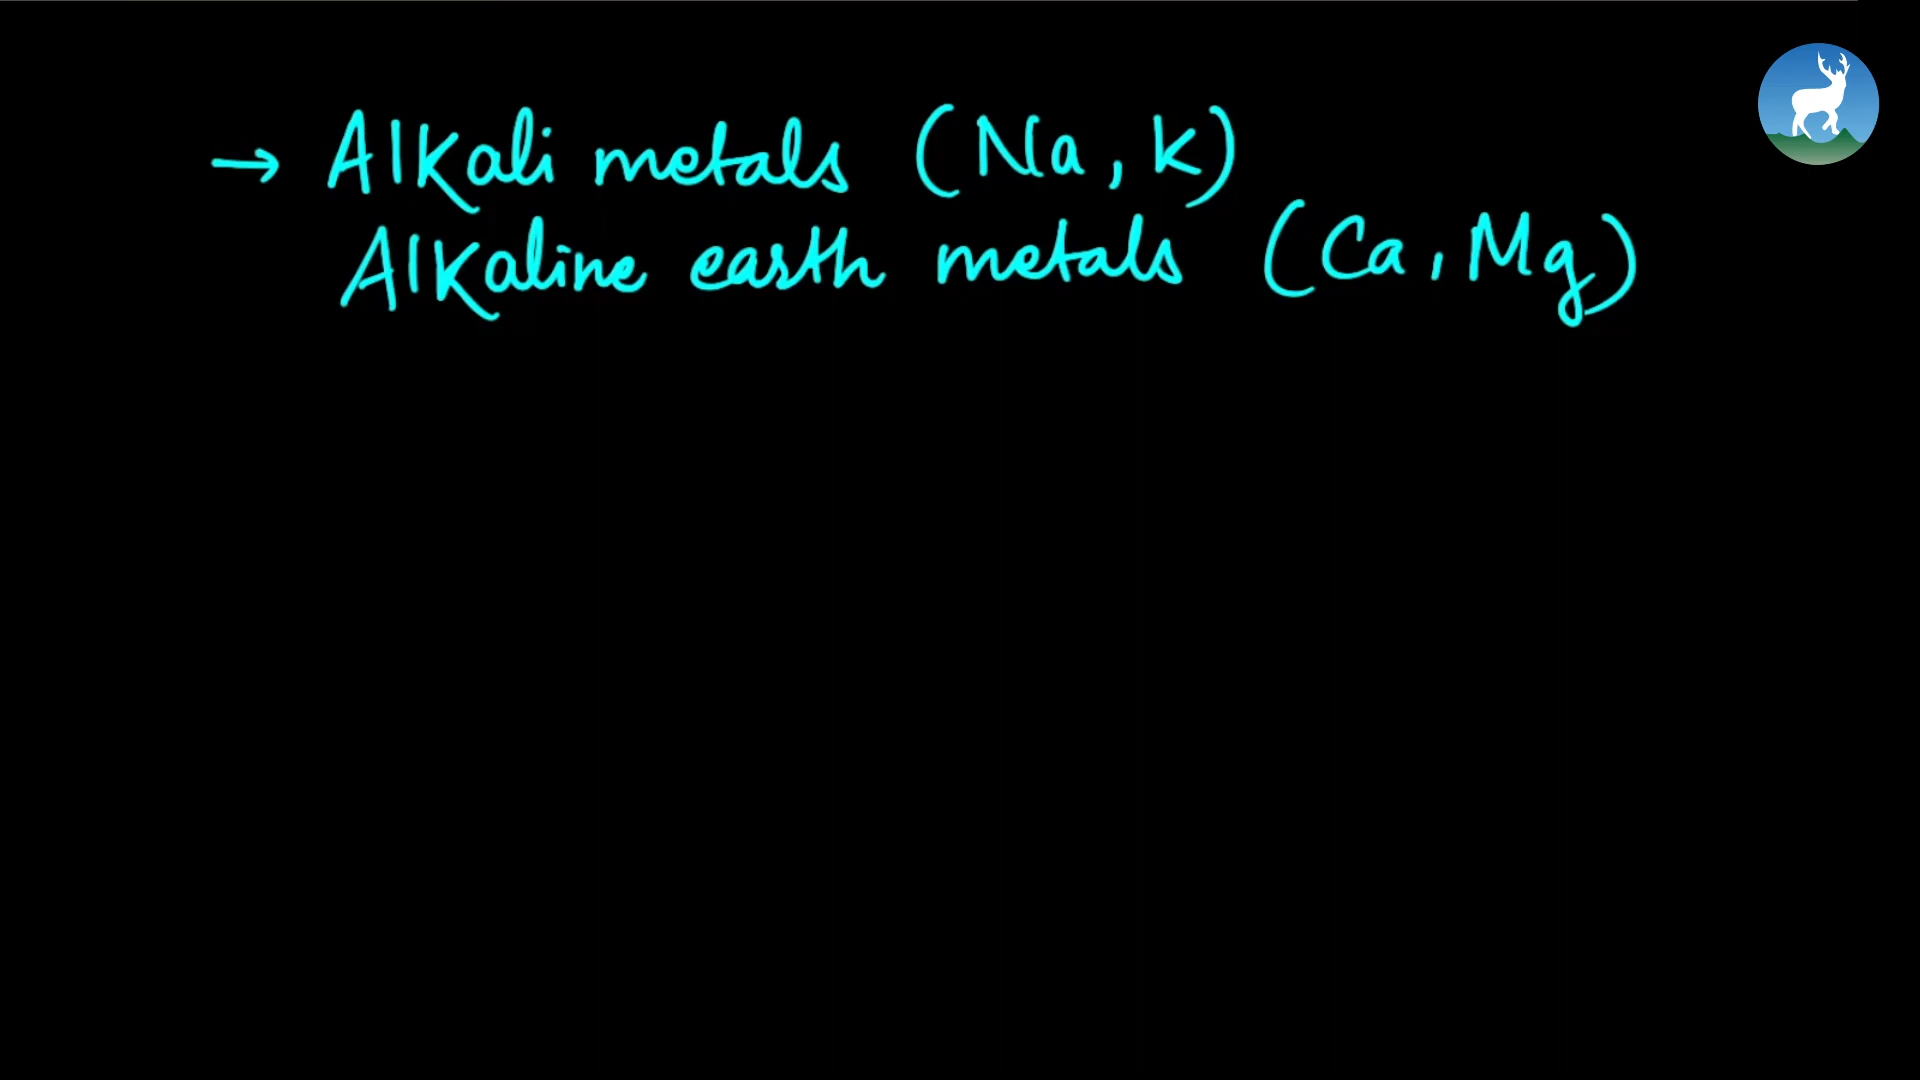 → Alkali metals (Na, K)
Alkaline earth metals (Ca, Mg)